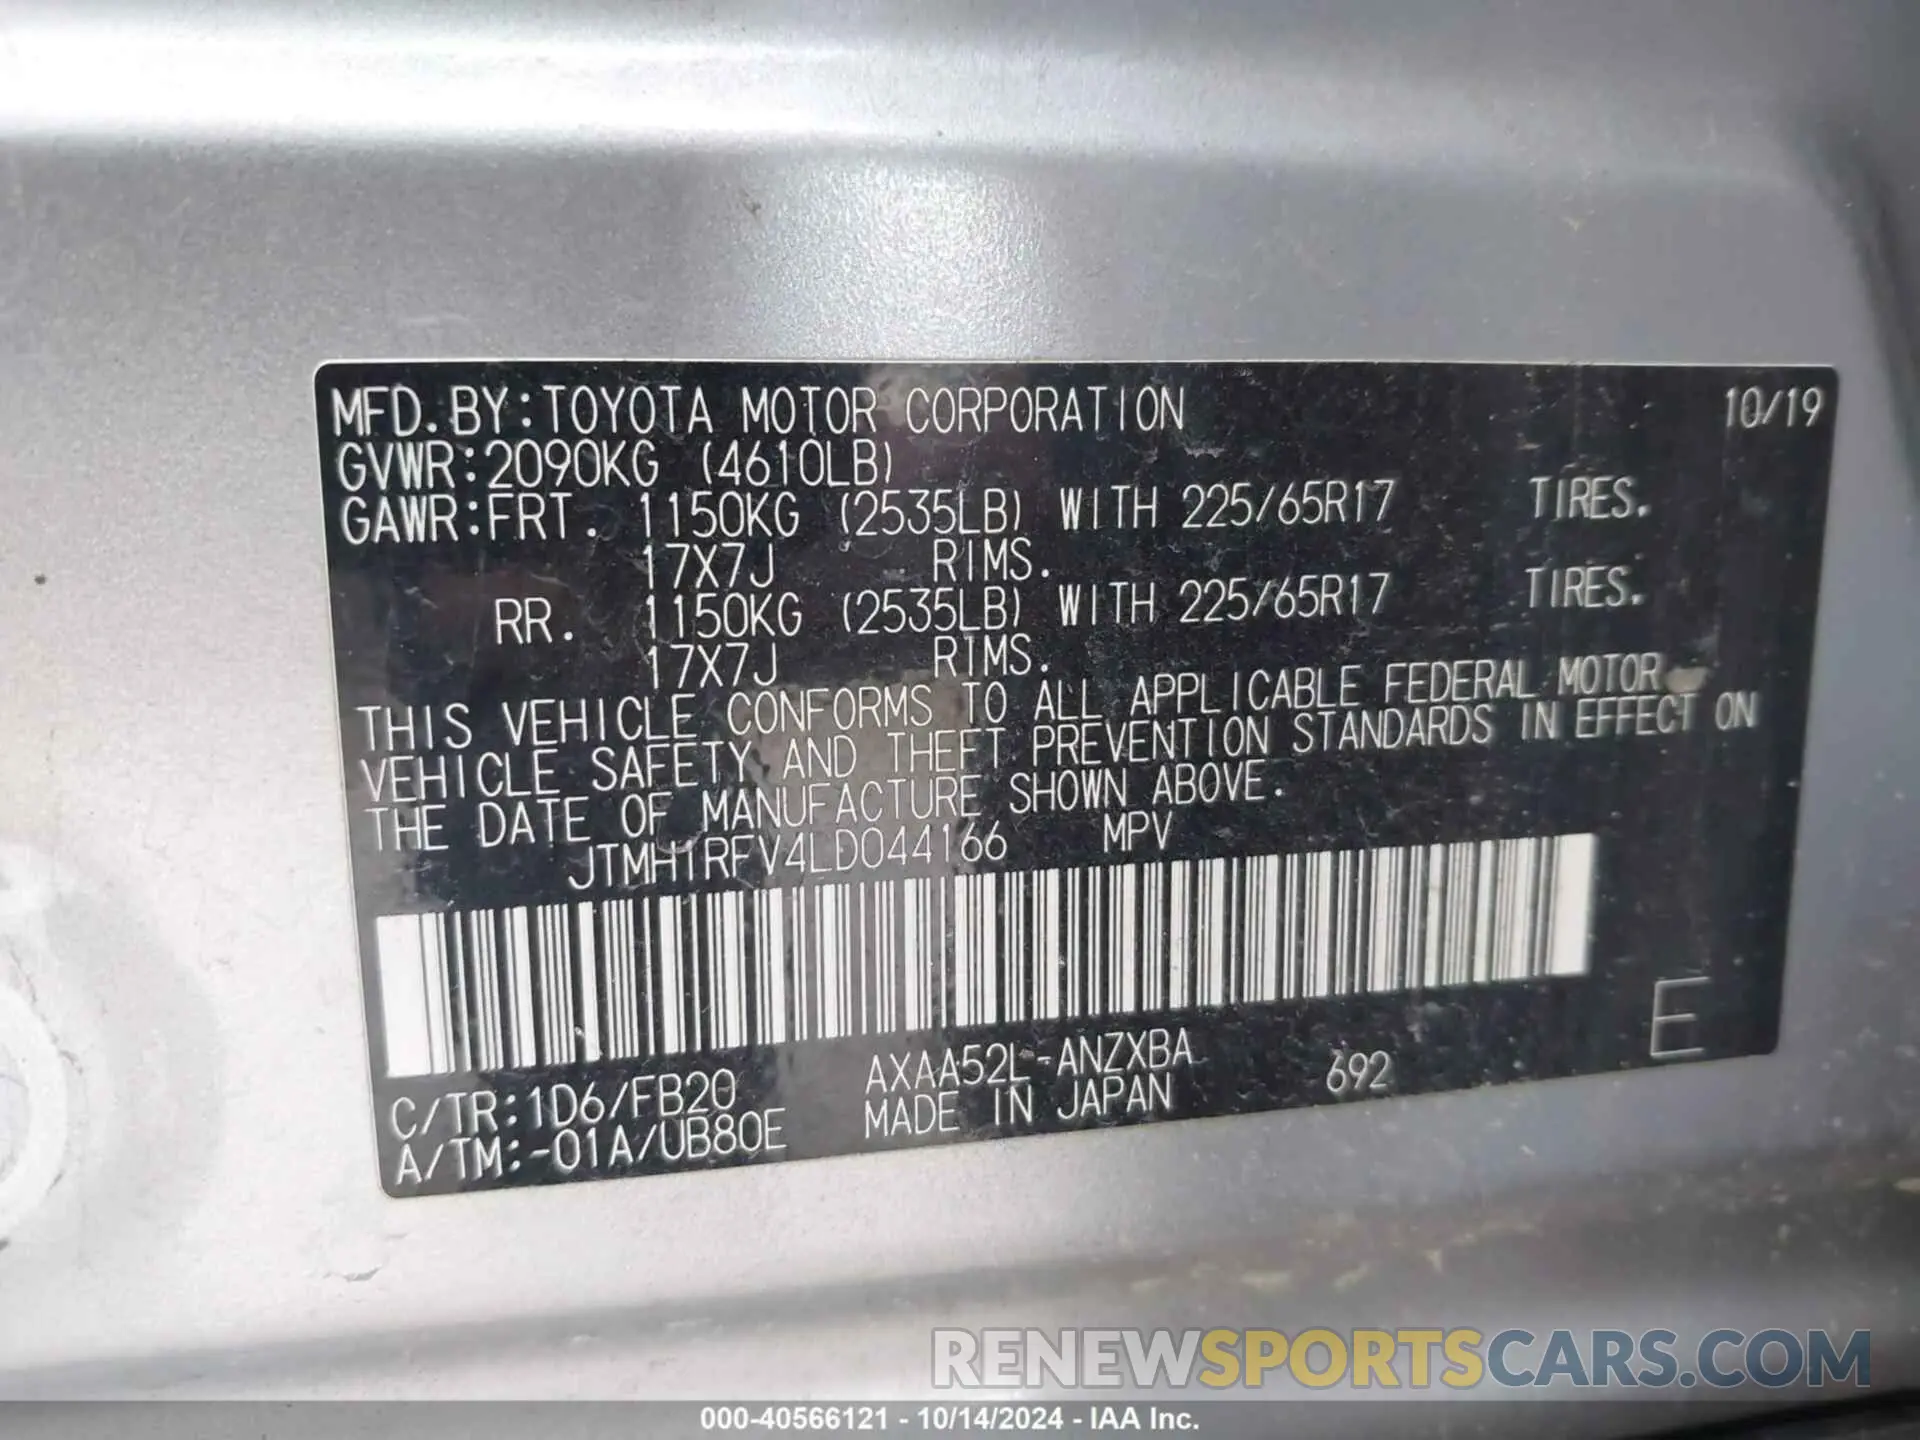 MFD. BY: TOYOTA MOTOR CORPORATION 10/19
GVWR: 2090KG (4610LB)
GAWR: FRT. 1150KG (2535LB) WITH 225/65R17 TIRES.
17X7J RIMS.
RR. 1150KG (2535LB) WITH 225/65R17 TIRES.
17X7J RIMS.
THIS VEHICLE CONFORMS TO ALL APPLICABLE FEDERAL MOTOR
VEHICLE SAFETY AND THEFT PREVENTION STANDARDS IN EFFECT ON
THE DATE OF MANUFACTURE SHOWN ABOVE.
JTMH1RFV4LD044166 MPV
E
C/TR: 1D6/FB20 AXAA52L-ANZXBA 692
A/TM: -01A/UB80E MADE IN JAPAN
RENEWSPORTSCARS.COM
000-40566121 - 10/14/2024 - IAA Inc.